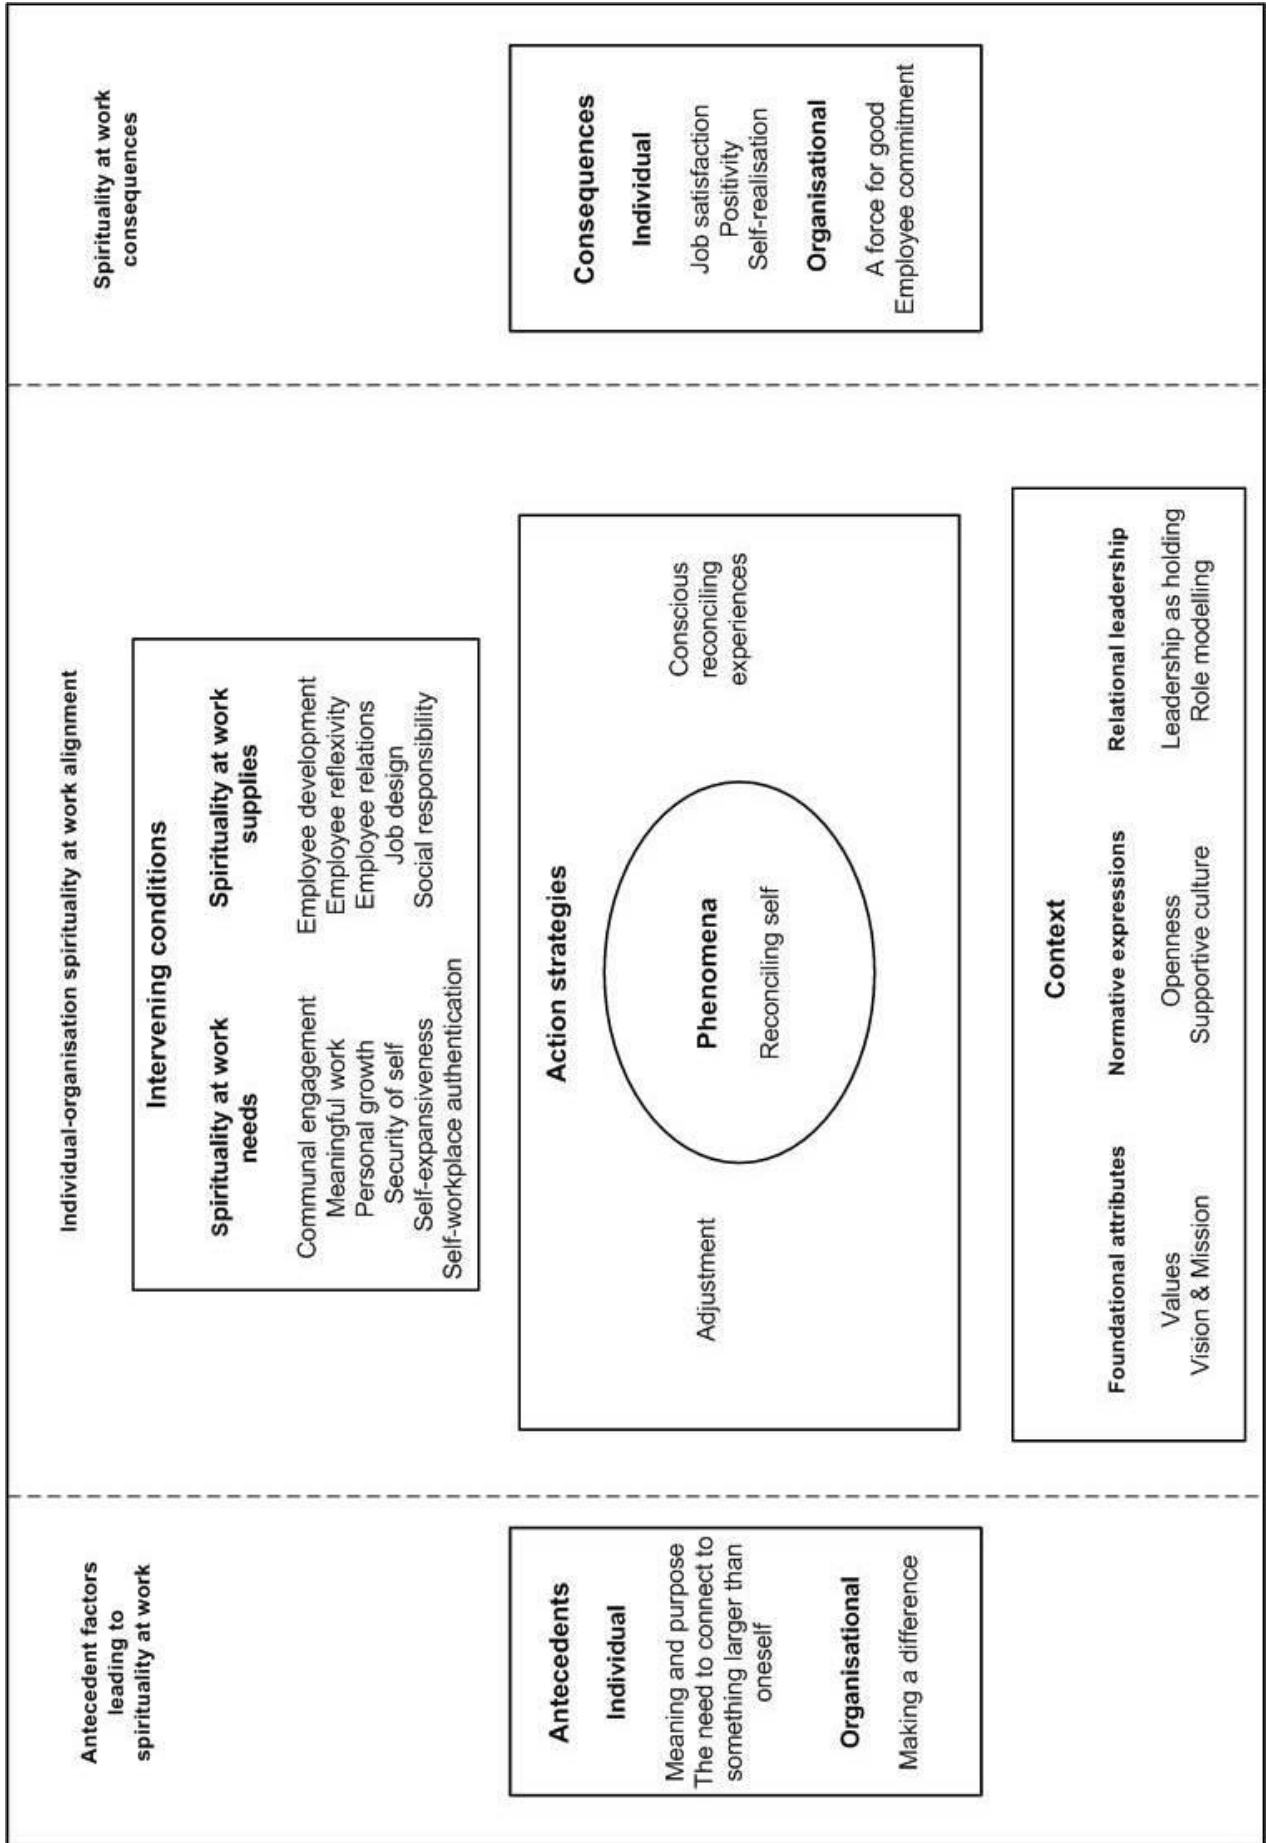 Antecedent factors
leading to
spirituality at work
Antecedents
Individual
Meaning and purpose
The need to connect to
something larger than
oneself
Organisational
Making a difference
Individual-organisation spirituality at work alignment
Intervening conditions
Spirituality at work
needs
Communal engagement
Meaningful work
Personal growth
Security of self
Self-expansiveness
Self-workplace authentication
Spirituality at work
supplies
Employee development
Employee reflexivity
Employee relations
Job design
Social responsibility
Action strategies
Adjustment
Phenomena
Reconciling self
Conscious
reconciling
experiences
Context
Foundational attributes
Values
Vision & Mission
Normative expressions
Openness
Supportive culture
Relational leadership
Leadership as holding
Role modelling
Spirituality at work
consequences
Consequences
Individual
Job satisfaction
Positivity
Self-realisation
Organisational
A force for good
Employee commitment